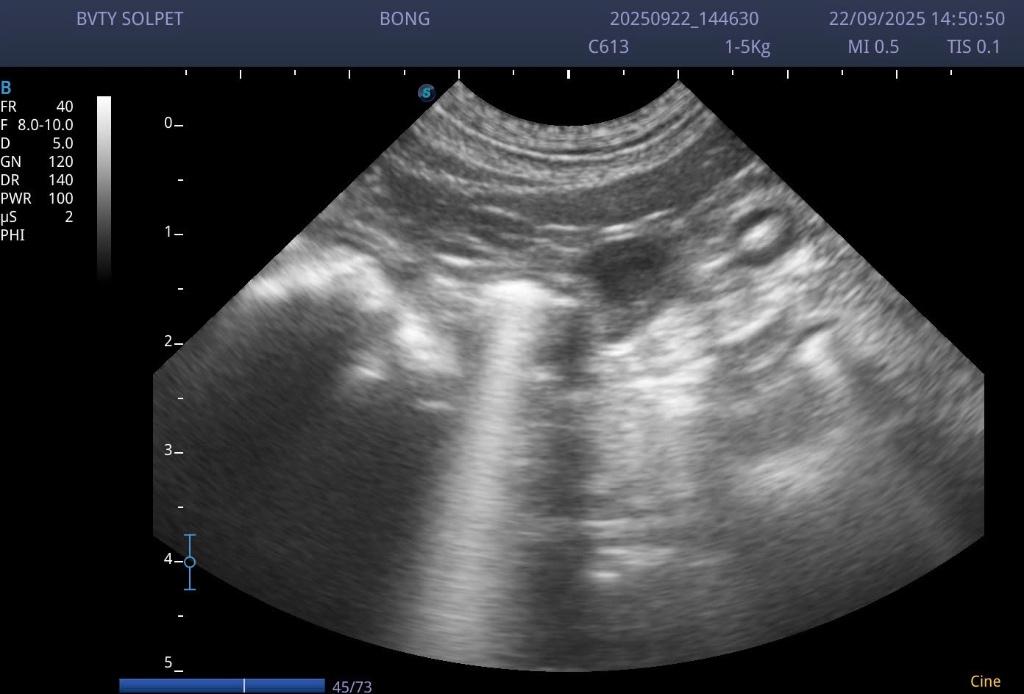 BVTY SOLPET BONG 20250922_144630 22/09/2025 14:50:50
C613 1-5Kg MI 0.5 TIS 0.1
B
FR 40
F 8.0-10.0
D 5.0
GN 120
DR 140
PWR 100
µS 2
PHI
S
0
1
2
3
4
5
45/73
Cine